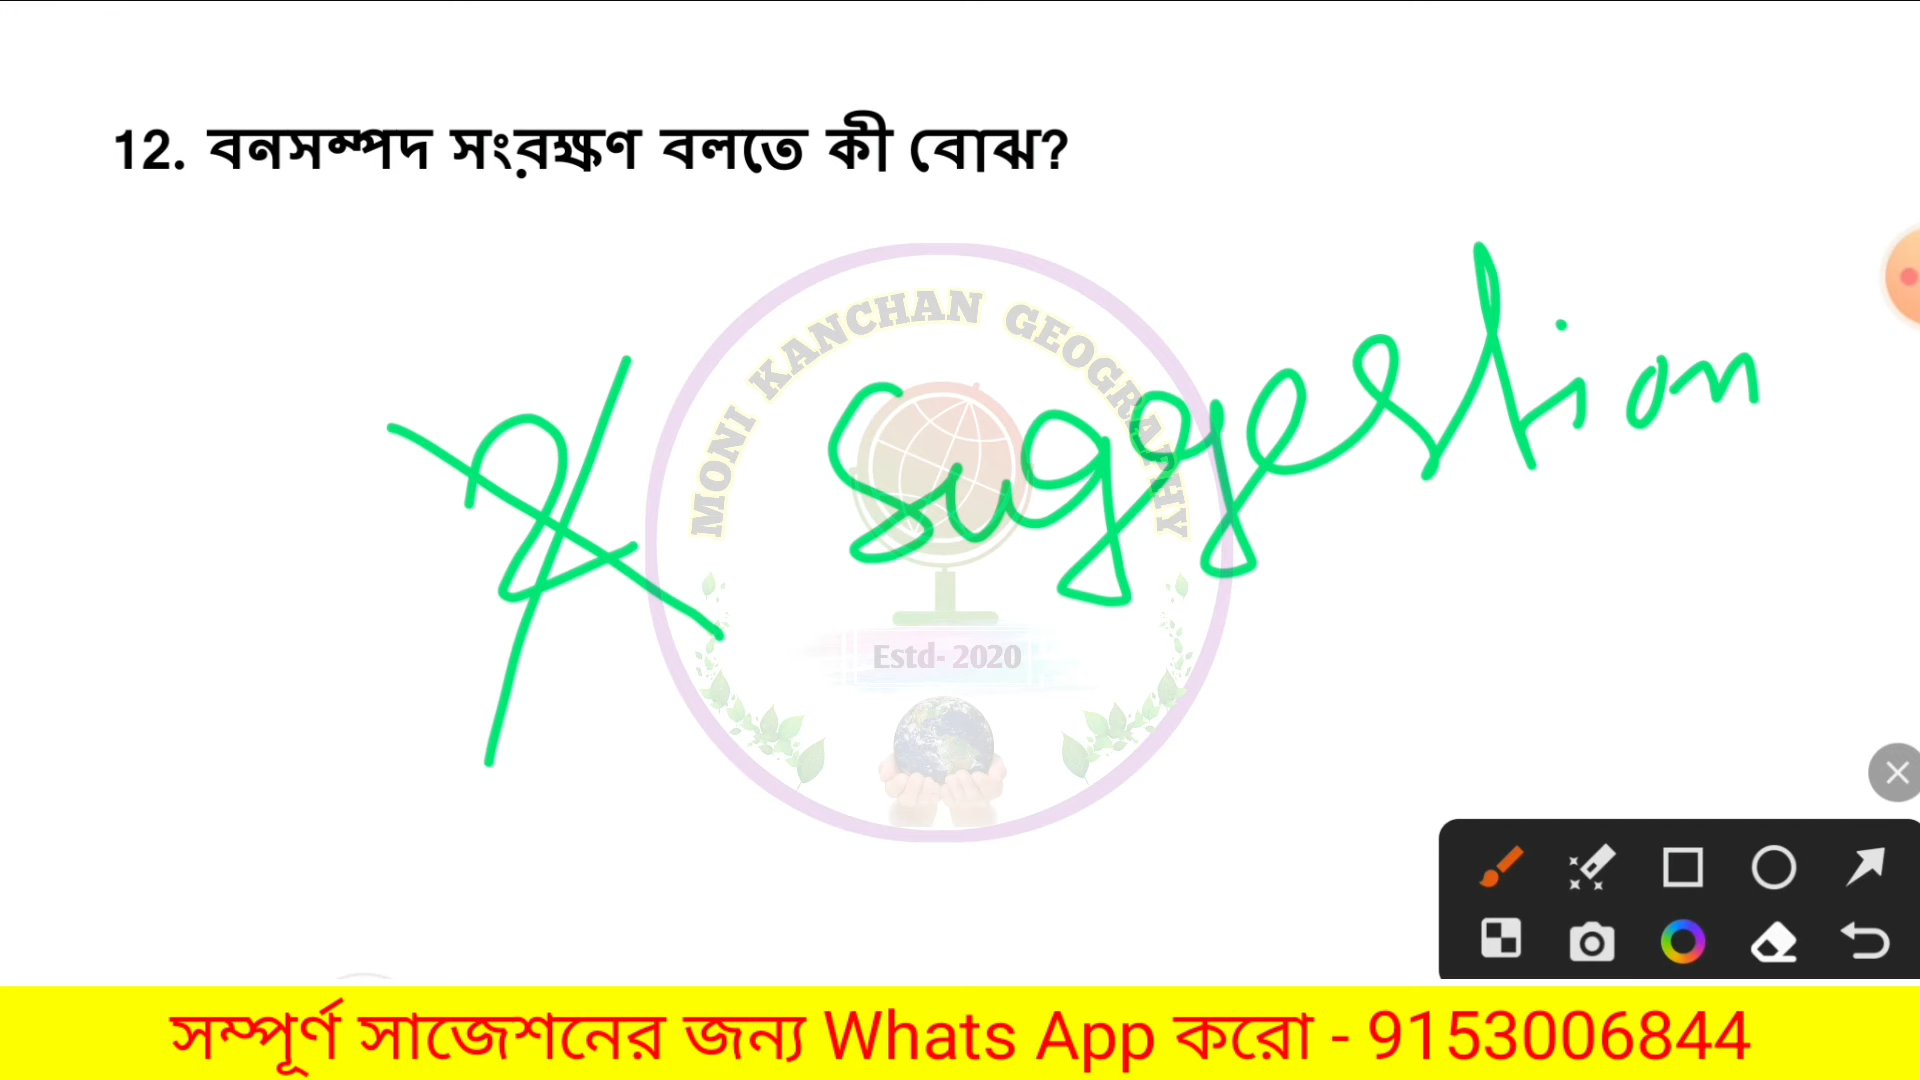 12. বনসম্পদ সংরক্ষণ বলতে কী বোঝ?
MONI KANCHAN GEOGRAPHY
Suggestion
Estd- 2020
সম্পূর্ণ সাজেশনের জন্য Whats App করো - 9153006844